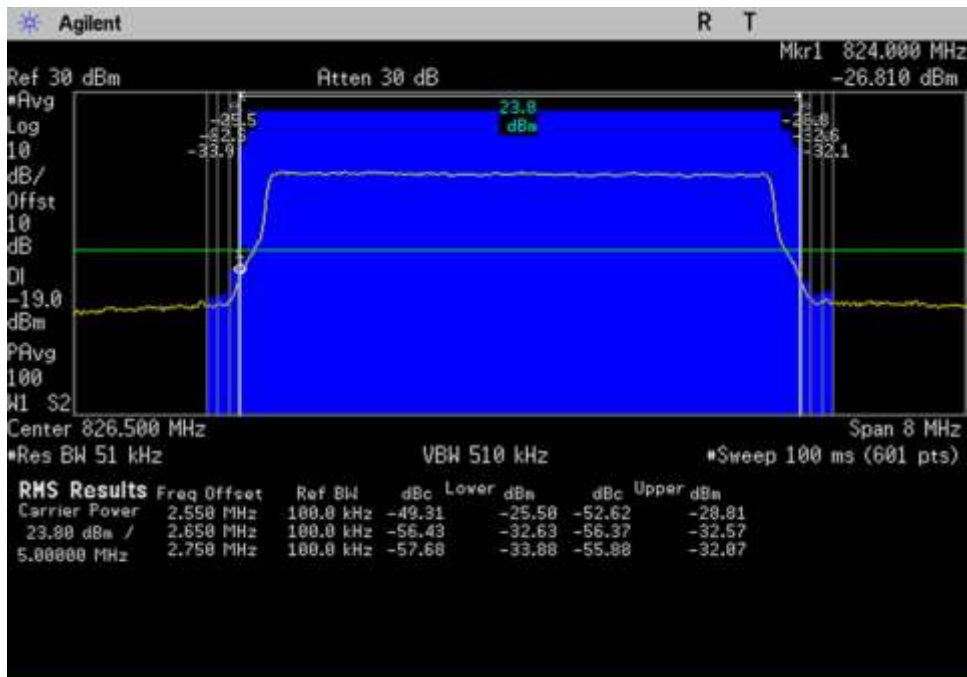 Agilent R T
Mkr1 824.000 MHz
Ref 30 dBm Atten 30 dB -26.810 dBm
#Avg
Log
10
dB/
Offst
10
dB
DI
-19.0
dBm
PAvg
100
W1 S2
23.8
dBm
-33.9
-32.1
1
Center 826.500 MHz Span 8 MHz
#Res BW 51 kHz VBW 510 kHz #Sweep 100 ms (601 pts)
RMS Results Freq Offset Ref BW dBc Lower dBm dBc Upper dBm
Carrier Power 2.550 MHz 100.0 kHz -49.31 -25.50 -52.62 -28.81
23.80 dBm / 2.650 MHz 100.0 kHz -56.43 -32.63 -56.37 -32.57
5.00000 MHz 2.750 MHz 100.0 kHz -57.68 -33.88 -55.88 -32.07